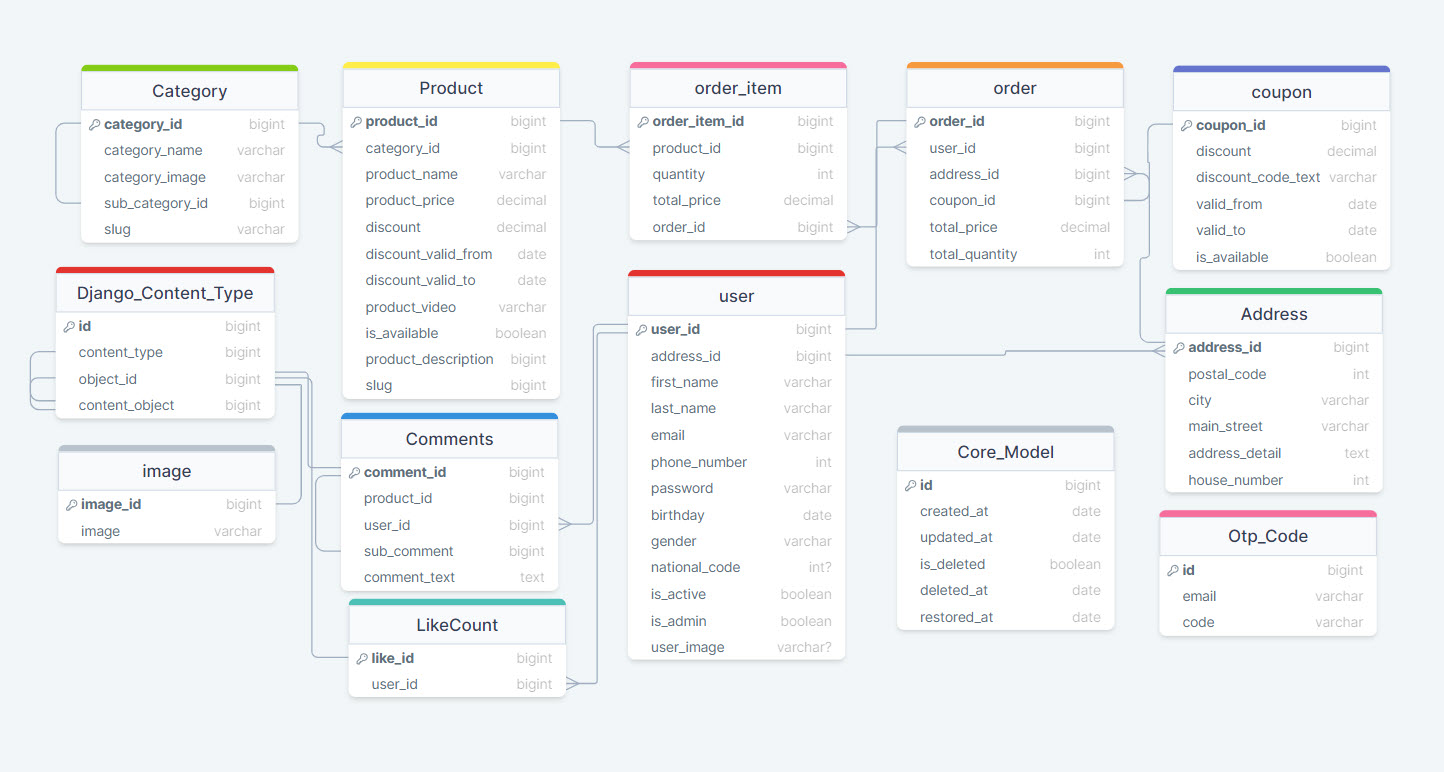 Category
category_id bigint
category_name varchar
category_image varchar
sub_category_id bigint
slug varchar
Product
product_id bigint
category_id bigint
product_name varchar
product_price decimal
discount decimal
discount_valid_from date
discount_valid_to date
product_video varchar
is_available boolean
product_description bigint
slug bigint
order_item
order_item_id bigint
product_id bigint
quantity int
total_price decimal
order_id bigint
order
order_id bigint
user_id bigint
address_id bigint
coupon_id bigint
total_price decimal
total_quantity int
coupon
coupon_id bigint
discount decimal
discount_code_text varchar
valid_from date
valid_to date
is_available boolean
Django_Content_Type
id bigint
content_type bigint
object_id bigint
content_object bigint
user
user_id bigint
address_id bigint
first_name varchar
last_name varchar
email varchar
phone_number int
password varchar
birthday date
gender varchar
national_code int?
is_active boolean
is_admin boolean
user_image varchar?
Address
address_id bigint
postal_code int
city varchar
main_street varchar
address_detail text
house_number int
image
image_id bigint
image varchar
Comments
comment_id bigint
product_id bigint
user_id bigint
sub_comment bigint
comment_text text
Core_Model
id bigint
created_at date
updated_at date
is_deleted boolean
deleted_at date
restored_at date
Otp_Code
id bigint
email varchar
code varchar
LikeCount
like_id bigint
user_id bigint